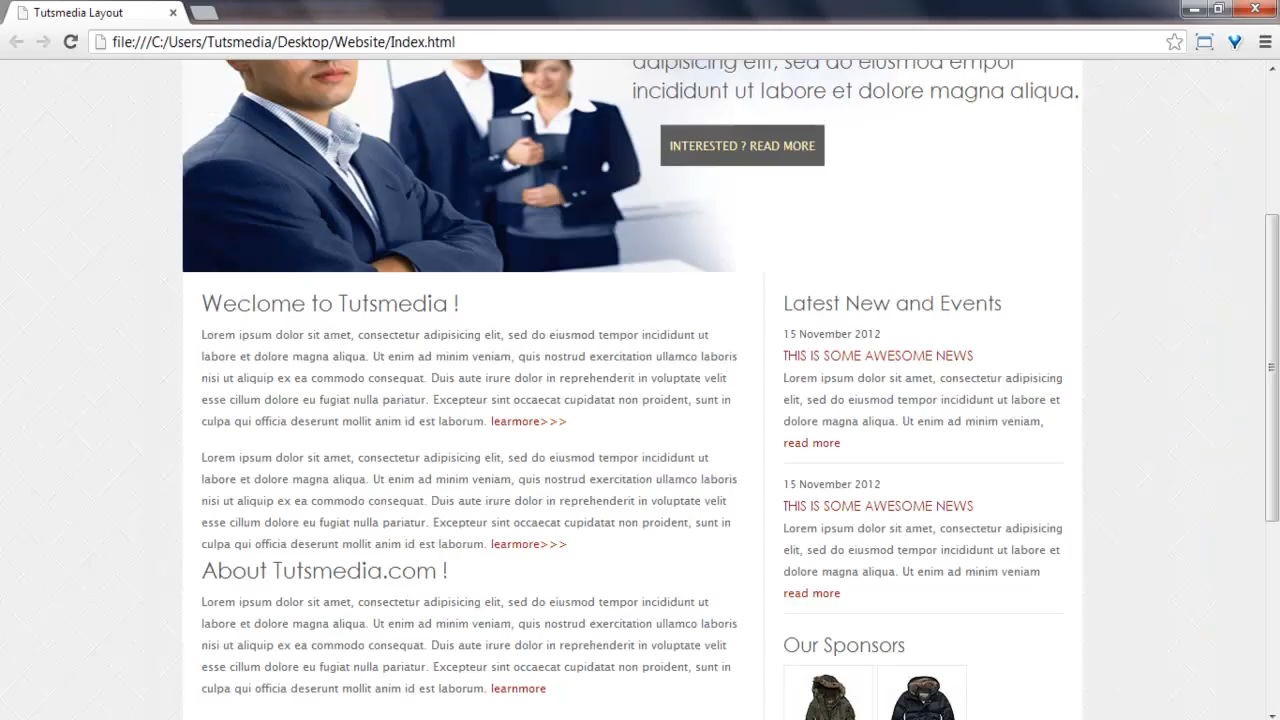 Tutsmedia Layout
file:///C:/Users/Tutsmedia/Desktop/Website/Index.html
adipisicing elit, sed do eiusmod empor
incididunt ut labore et dolore magna aliqua.
INTERESTED ? READ MORE
Weclome to Tutsmedia !
Lorem ipsum dolor sit amet, consectetur adipisicing elit, sed do eiusmod tempor incididunt ut
labore et dolore magna aliqua. Ut enim ad minim veniam, quis nostrud exercitation ullamco laboris
nisi ut aliquip ex ea commodo consequat. Duis aute irure dolor in reprehenderit in voluptate velit
esse cillum dolore eu fugiat nulla pariatur. Excepteur sint occaecat cupidatat non proident, sunt in
culpa qui officia deserunt mollit anim id est laborum. learmore>>>
Lorem ipsum dolor sit amet, consectetur adipisicing elit, sed do eiusmod tempor incididunt ut
labore et dolore magna aliqua. Ut enim ad minim veniam, quis nostrud exercitation ullamco laboris
nisi ut aliquip ex ea commodo consequat. Duis aute irure dolor in reprehenderit in voluptate velit
esse cillum dolore eu fugiat nulla pariatur. Excepteur sint occaecat cupidatat non proident, sunt in
culpa qui officia deserunt mollit anim id est laborum. learmore>>>
About Tutsmedia.com !
Lorem ipsum dolor sit amet, consectetur adipisicing elit, sed do eiusmod tempor incididunt ut
labore et dolore magna aliqua. Ut enim ad minim veniam, quis nostrud exercitation ullamco laboris
nisi ut aliquip ex ea commodo consequat. Duis aute irure dolor in reprehenderit in voluptate velit
esse cillum dolore eu fugiat nulla pariatur. Excepteur sint occaecat cupidatat non proident, sunt in
culpa qui officia deserunt mollit anim id est laborum. learnmore
Latest New and Events
15 November 2012
THIS IS SOME AWESOME NEWS
Lorem ipsum dolor sit amet, consectetur adipisicing
elit, sed do eiusmod tempor incididunt ut labore et
dolore magna aliqua. Ut enim ad minim veniam,
read more
15 November 2012
THIS IS SOME AWESOME NEWS
Lorem ipsum dolor sit amet, consectetur adipisicing
elit, sed do eiusmod tempor incididunt ut labore et
dolore magna aliqua. Ut enim ad minim veniam
read more
Our Sponsors